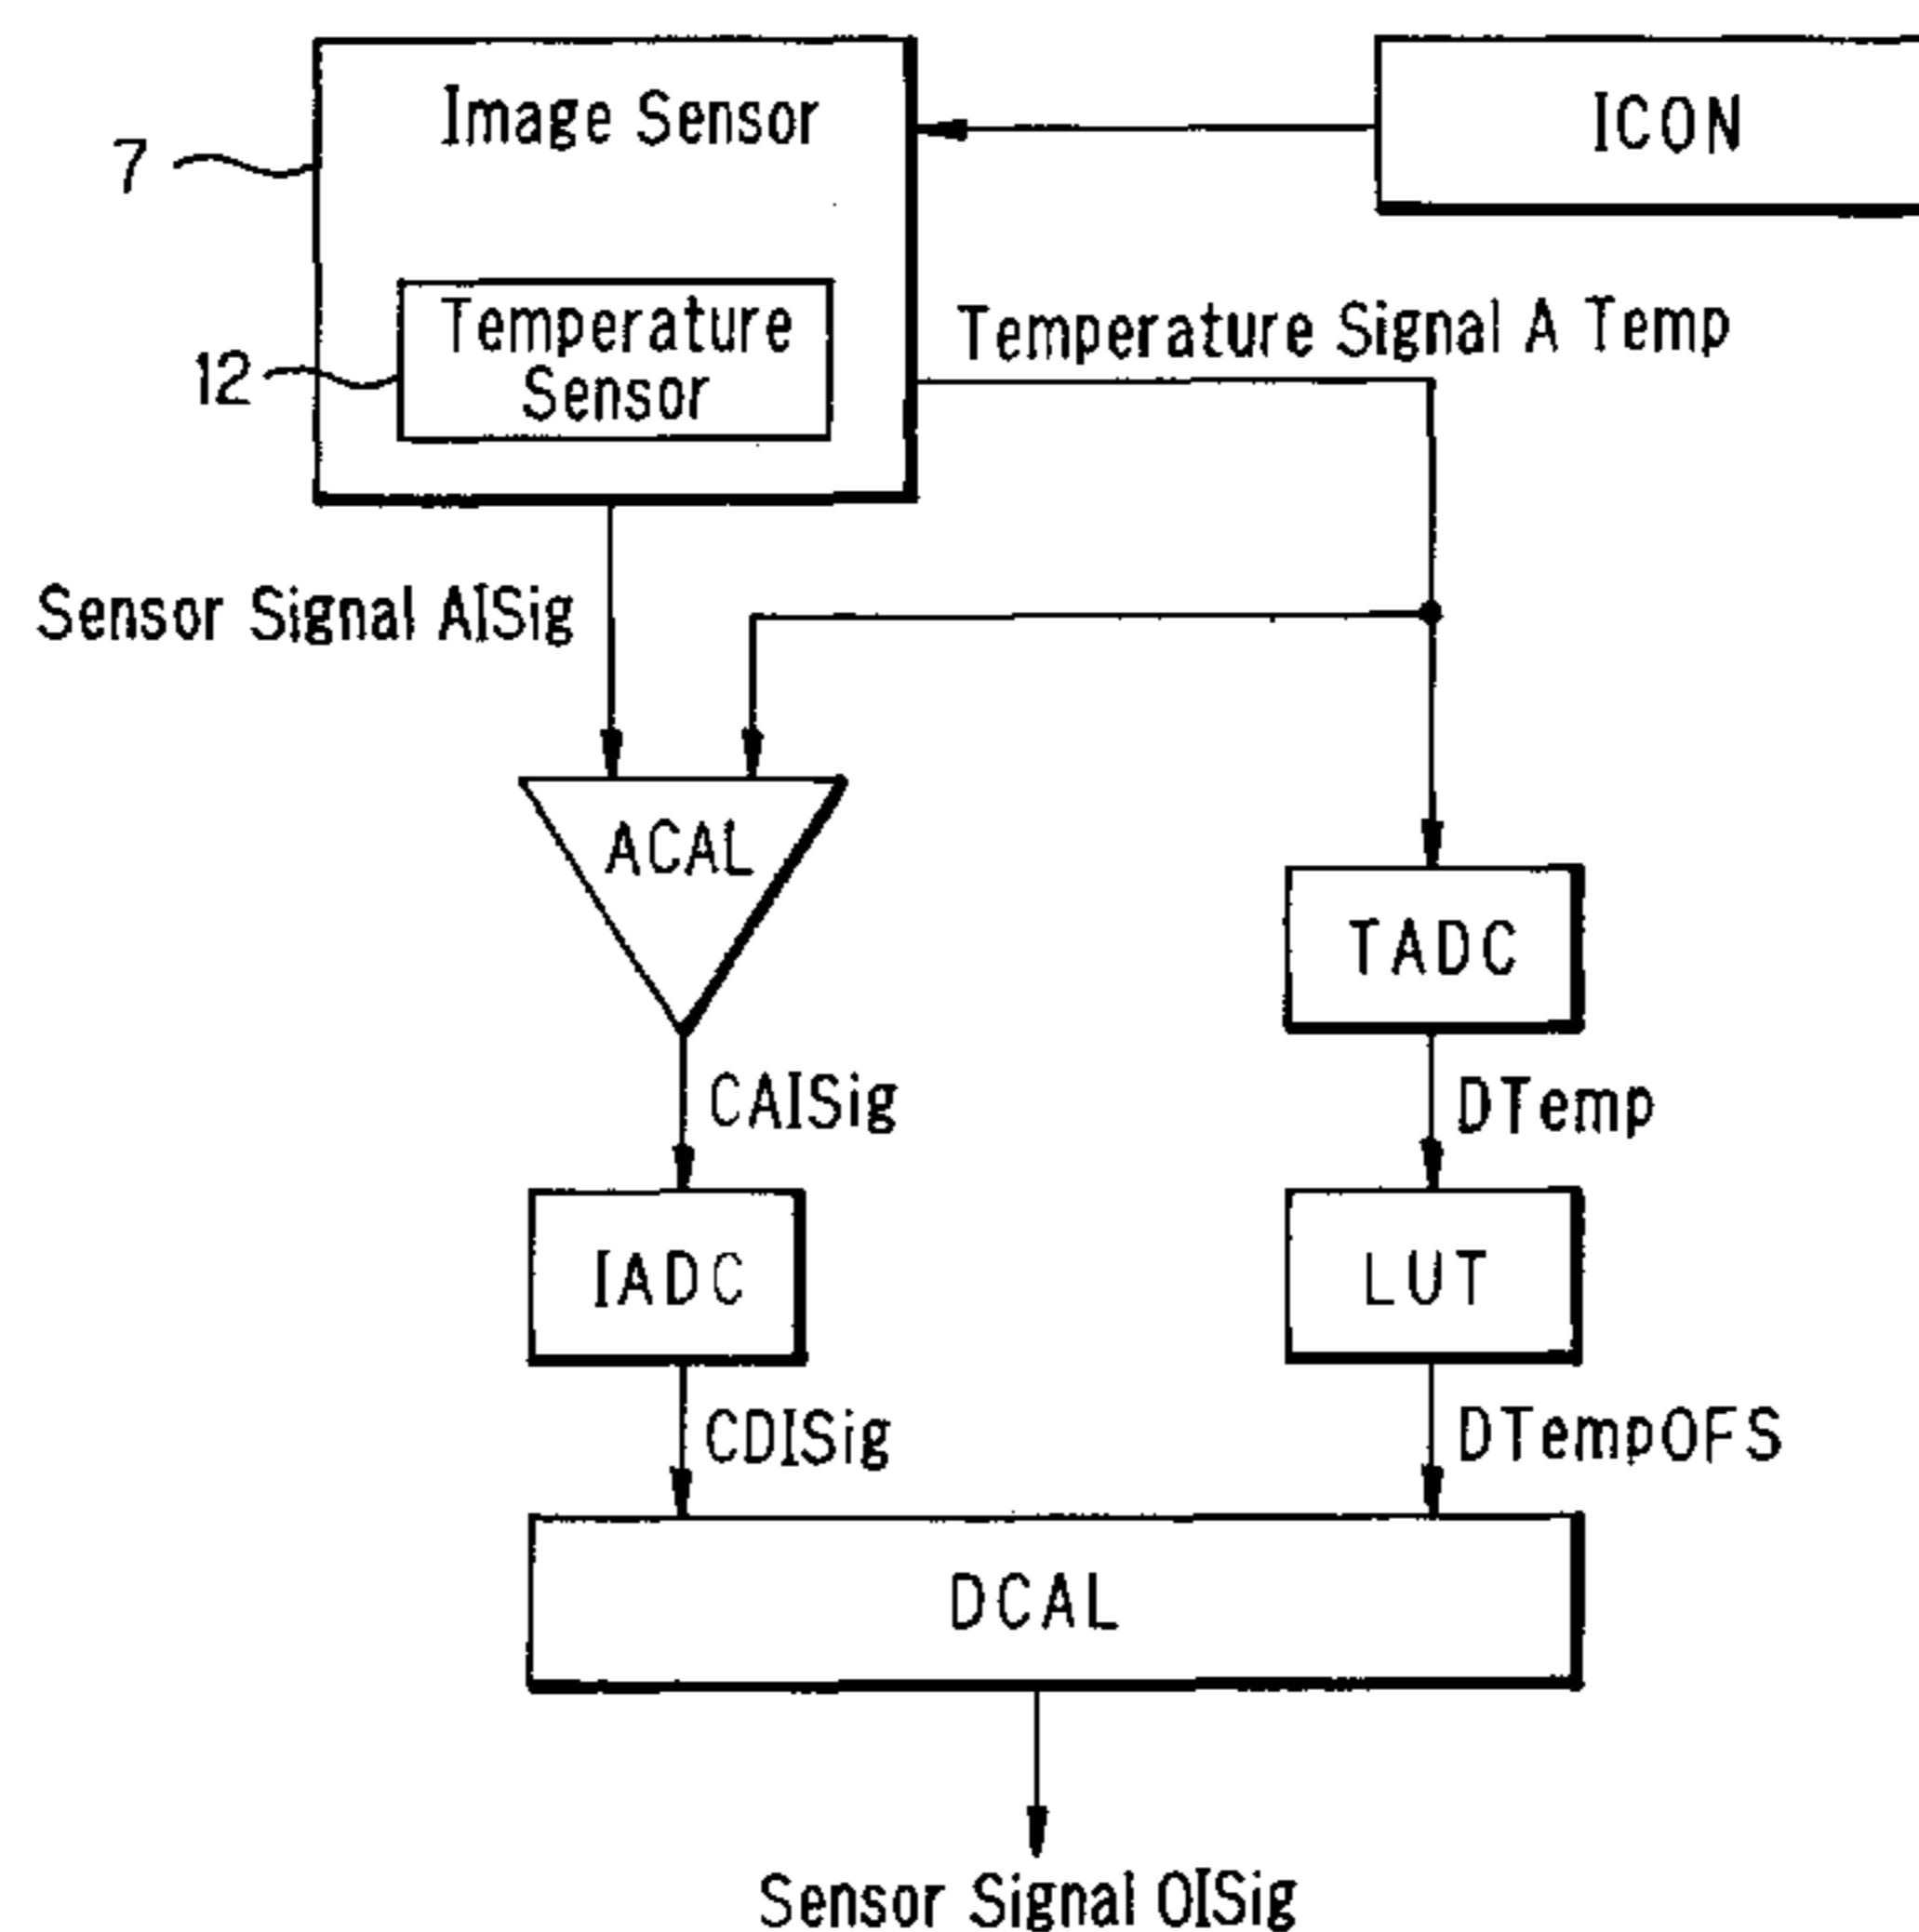 Image Sensor
ICON
7
Temperature
Sensor
12
Temperature Signal A Temp
Sensor Signal AISig
ACAL
TADC
CAISig
DTemp
IADC
LUT
CDISig
DTempOFS
DCAL
Sensor Signal OISig